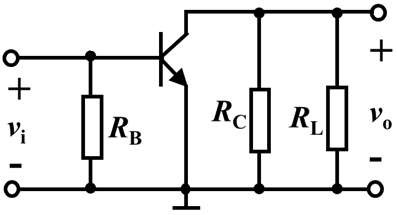 + + 
R_B R_C R_L
v_i v_o
- -